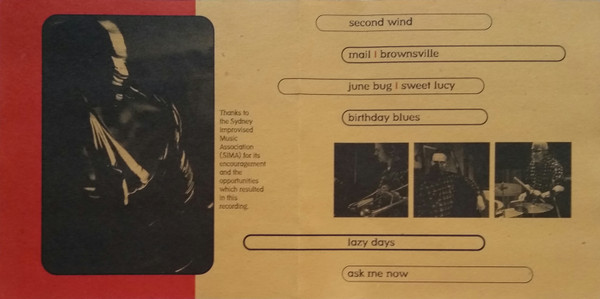 second wind
mail | brownsville
june bug | sweet lucy
birthday blues
Thanks to
the Sydney
Improvised
Music
Association
(SIMA) for its
encouragement
and the
opportunities
which resulted
in this
recording.
lazy days
ask me now